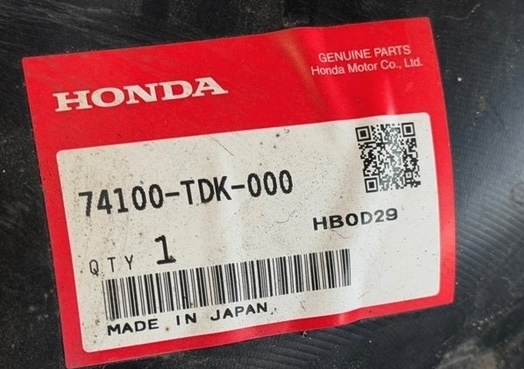 GENUINE PARTS
Honda Motor Co., Ltd.
HONDA
74100-TDK-000
HB0D29
QTY 1
MADE IN JAPAN